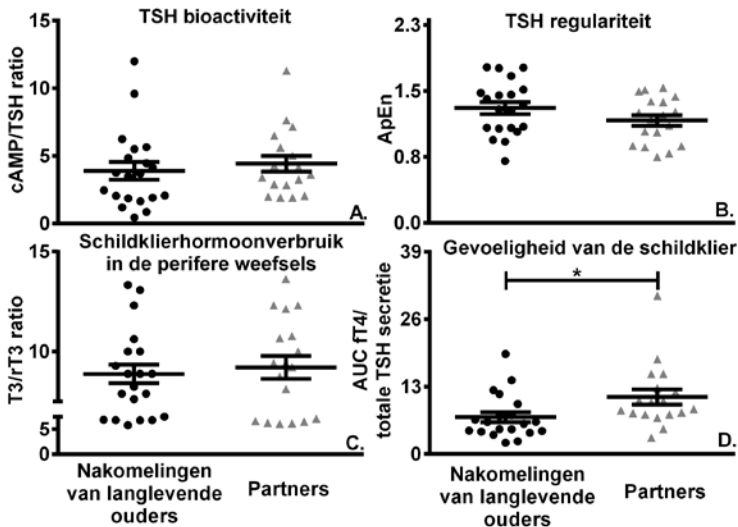 TSH bioactiviteit
cAMP/TSH ratio
15
10
5
0
A.
TSH regulariteit
ApEn
2.3
1.5
0.8
0.0
B.
Schildklierhormoonverbruik
in de perifere weefsels
T3/rT3 ratio
15
10
5
0
C.
Nakomelingen
van langlevende
ouders
Partners
Gevoeligheid van de schildklier
AUC fT4/
totale TSH secretie
39
26
13
0
*
D.
Nakomelingen
van langlevende
ouders
Partners